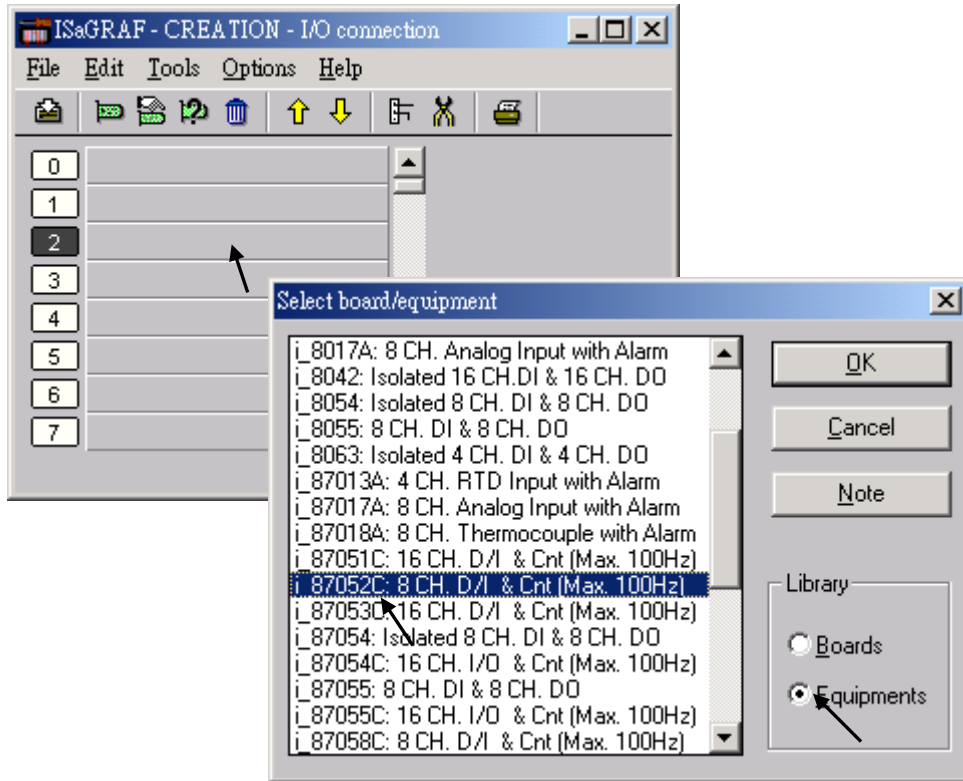 ISaGRAF - CREATION - I/O connection
File Edit Tools Options Help
0
1
2
3
4
5
6
7
Select board/equipment
i_8017A: 8 CH. Analog Input with Alarm
i_8042: Isolated 16 CH.DI & 16 CH. DO
i_8054: Isolated 8 CH. DI & 8 CH. DO
i_8055: 8 CH. DI & 8 CH. DO
i_8063: Isolated 4 CH. DI & 4 CH. DO
i_87013A: 4 CH. RTD Input with Alarm
i_87017A: 8 CH. Analog Input with Alarm
i_87018A: 8 CH. Thermocouple with Alarm
i_87051C: 16 CH. D/I & Cnt (Max. 100Hz)
i_87052C: 8 CH. D/I & Cnt (Max. 100Hz)
i_87053C: 16 CH. D/I & Cnt (Max. 100Hz)
i_87054: Isolated 8 CH. DI & 8 CH. DO
i_87054C: 16 CH. I/O & Cnt (Max. 100Hz)
i_87055: 8 CH. DI & 8 CH. DO
i_87055C: 16 CH. I/O & Cnt (Max. 100Hz)
i_87058C: 8 CH. D/I & Cnt (Max. 100Hz)
OK
Cancel
Note
Library
Boards
Equipments